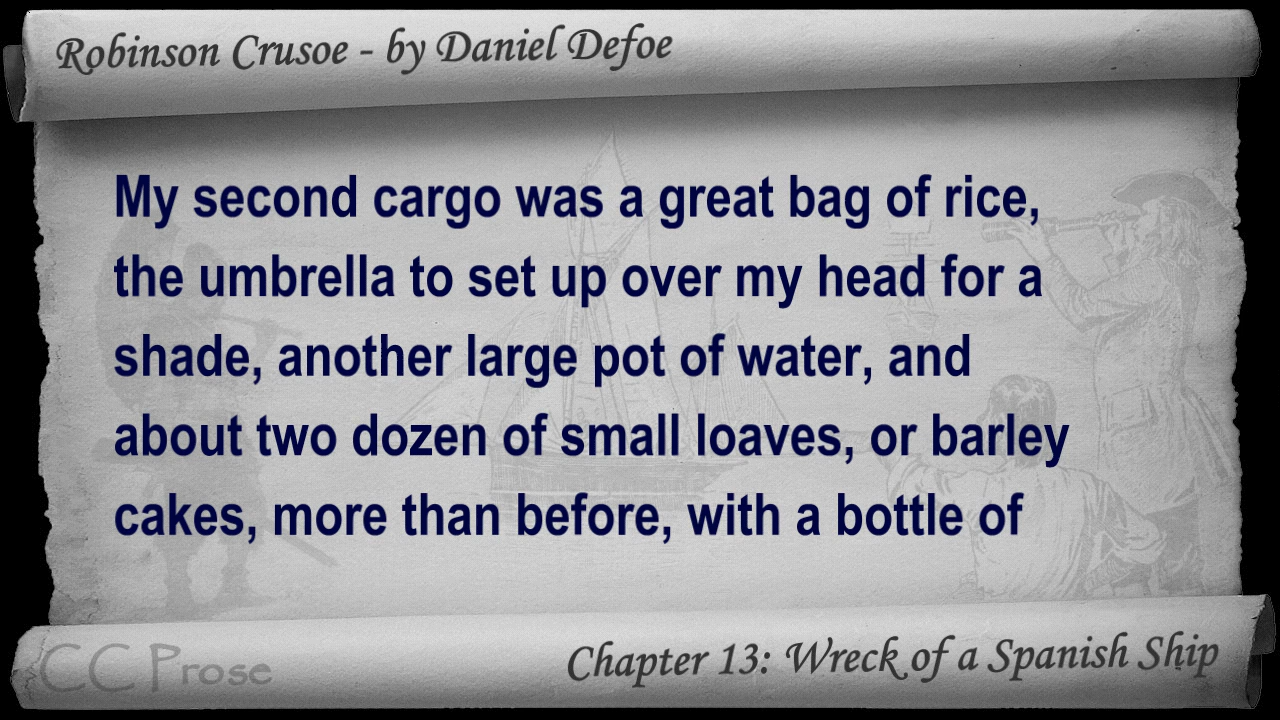 Robinson Crusoe - by Daniel Defoe
My second cargo was a great bag of rice,
the umbrella to set up over my head for a
shade, another large pot of water, and
about two dozen of small loaves, or barley
cakes, more than before, with a bottle of
CC Prose
Chapter 13: Wreck of a Spanish Ship